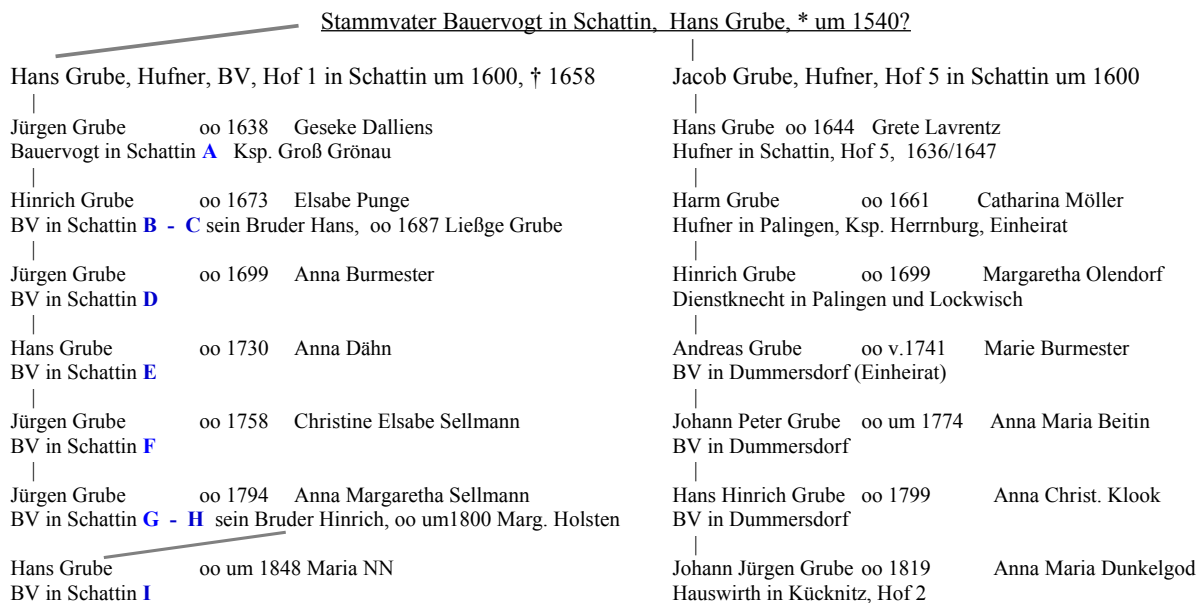 Stammvater Bauervogt in Schattin, Hans Grube, * um 1540?
Hans Grube, Hufner, BV, Hof 1 in Schattin um 1600, † 1658
Jürgen Grube oo 1638 Geseke Dalliens
Bauervogt in Schattin A Ksp. Groß Grönau
Hinrich Grube oo 1673 Elsabe Punge
BV in Schattin B - C sein Bruder Hans, oo 1687 Ließge Grube
Jürgen Grube oo 1699 Anna Burmester
BV in Schattin D
Hans Grube oo 1730 Anna Dähn
BV in Schattin E
Jürgen Grube oo 1758 Christine Elsabe Sellmann
BV in Schattin F
Jürgen Grube oo 1794 Anna Margaretha Sellmann
BV in Schattin G - H sein Bruder Hinrich, oo um1800 Marg. Holsten
Hans Grube oo um 1848 Maria NN
BV in Schattin I
Jacob Grube, Hufner, Hof 5 in Schattin um 1600
Hans Grube oo 1644 Grete Lavrentz
Hufner in Schattin, Hof 5, 1636/1647
Harm Grube oo 1661 Catharina Möller
Hufner in Palingen, Ksp. Herrnburg, Einheirat
Hinrich Grube oo 1699 Margaretha Olendorf
Dienstknecht in Palingen und Lockwisch
Andreas Grube oo v.1741 Marie Burmester
BV in Dummersdorf (Einheirat)
Johann Peter Grube oo um 1774 Anna Maria Beitin
BV in Dummersdorf
Hans Hinrich Grube oo 1799 Anna Christ. Klook
BV in Dummersdorf
Johann Jürgen Grube oo 1819 Anna Maria Dunkelgod
Hauswirth in Kücknitz, Hof 2